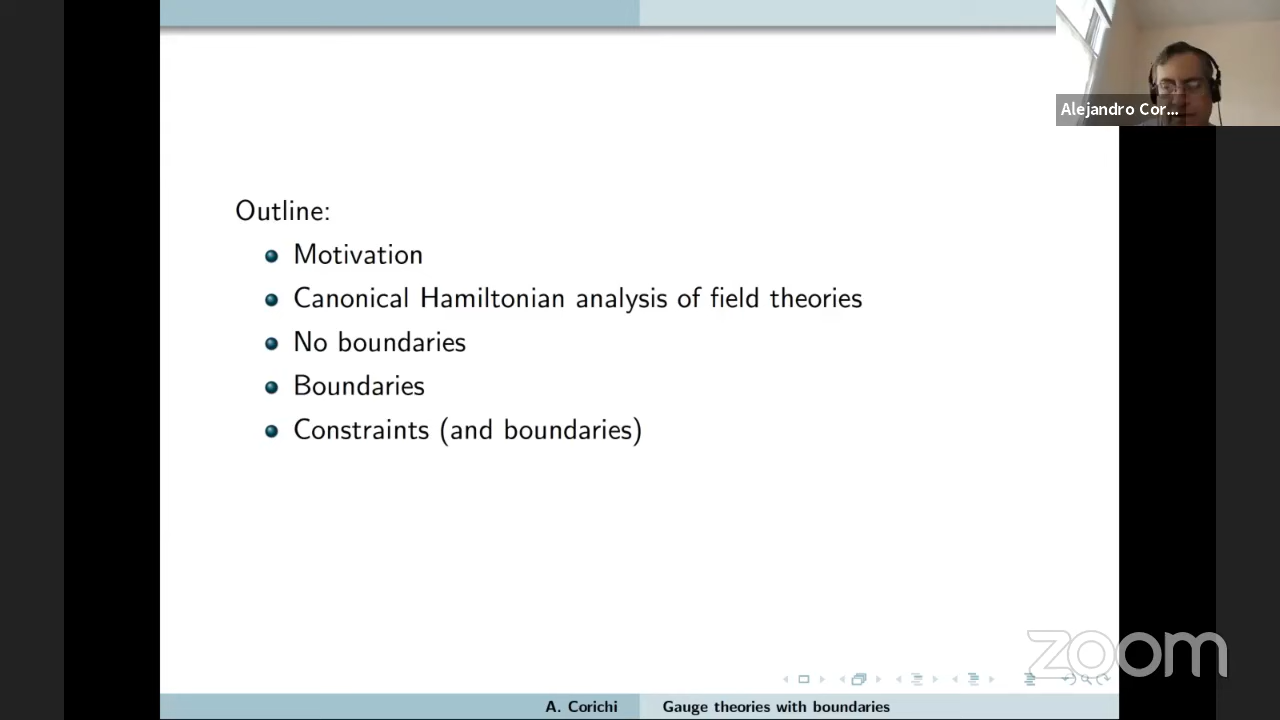 Alejandro Cor...
Outline:
Motivation
Canonical Hamiltonian analysis of field theories
No boundaries
Boundaries
Constraints (and boundaries)
zoom
A. Corichi
Gauge theories with boundaries